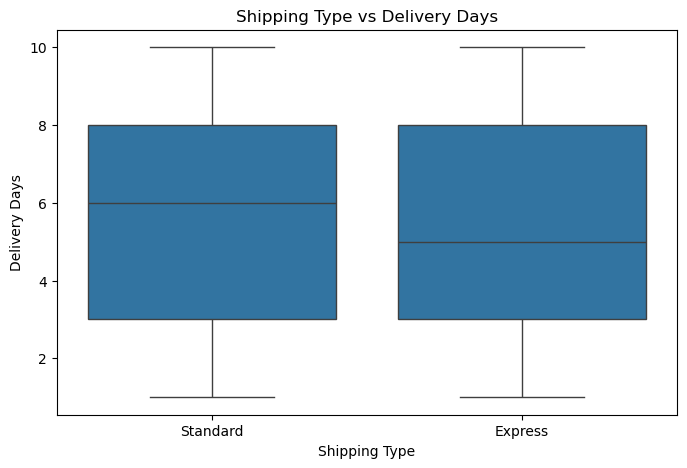 Shipping Type vs Delivery Days
10
8
6
4
2
Delivery Days
Standard
Express
Shipping Type